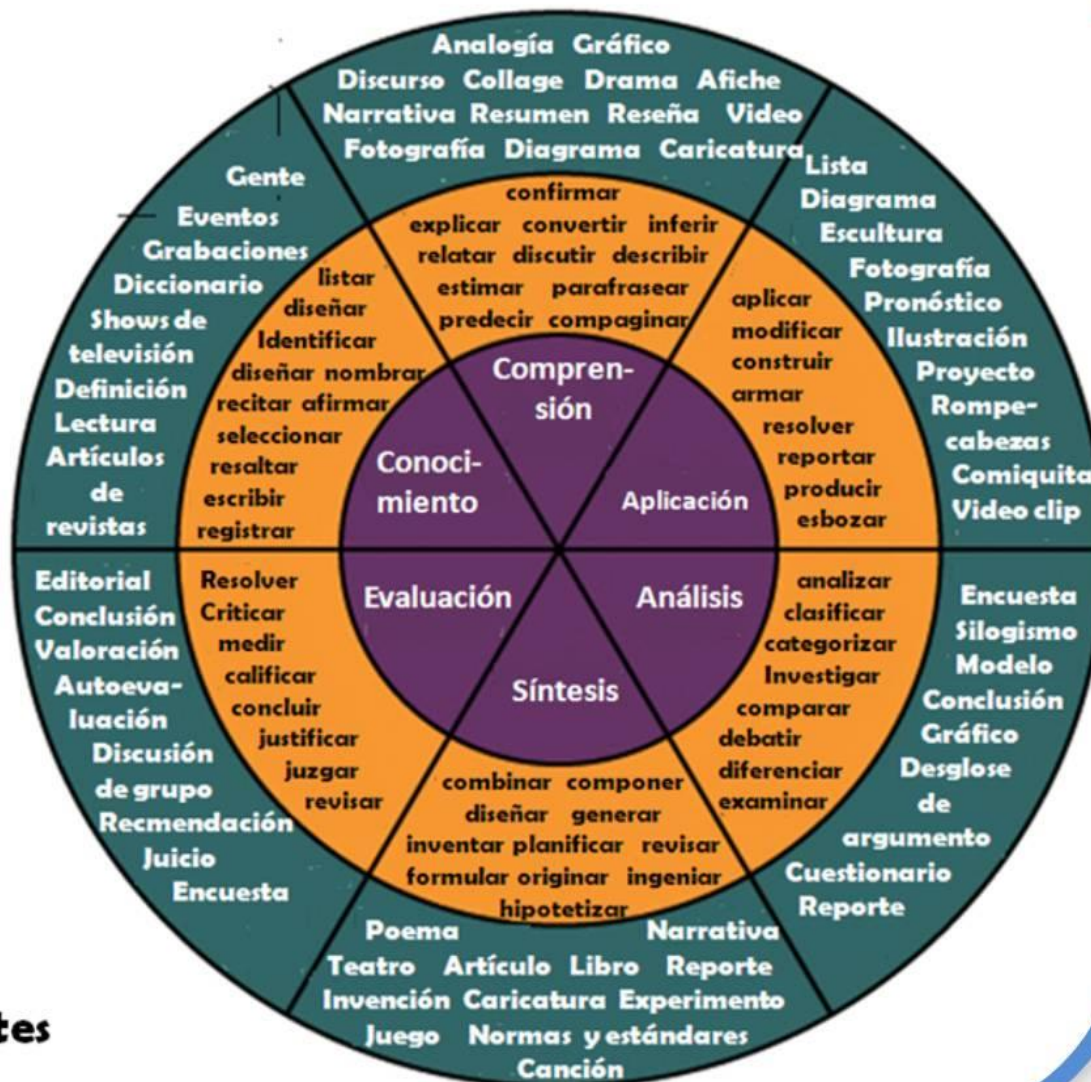 Analogía Gráfico
Discurso Collage Drama Afiche
Narrativa Resumen Reseña Video
Fotografía Diagrama Caricatura
Lista
Diagrama
Escultura
Fotografía
Pronóstico
Ilustración
Proyecto
Rompe-
cabezas
Comiquita
Video clip
Encuesta
Silogismo
Modelo
Conclusión
Gráfico
Desglose
de
argumento
Cuestionario
Reporte
Poema Narrativa
Teatro Artículo Libro Reporte
Invención Caricatura Experimento
Juego Normas y estándares
Canción
Editorial
Conclusión
Valoración
Autoeva-
luación
Discusión
de grupo
Recmendación
Juicio
Encuesta
Gente
Eventos
Grabaciones
Diccionario
Shows de
televisión
Definición
Lectura
Artículos
de
revistas
confirmar
explicar convertir inferir
relatar discutir describir
estimar parafrasear
predecir compaginar
aplicar
modificar
construir
armar
resolver
reportar
producir
esbozar
analizar
clasificar
categorizar
Investigar
comparar
debatir
diferenciar
examinar
combinar componer
diseñar generar
inventar planificar revisar
formular originar ingeniar
hipotetizar
Resolver
Criticar
medir
calificar
concluir
justificar
juzgar
revisar
listar
diseñar
Identificar
diseñar nombrar
recitar afirmar
seleccionar
resaltar
escribir
registrar
Compren-
sión
Aplicación
Análisis
Síntesis
Evaluación
Conoci-
miento